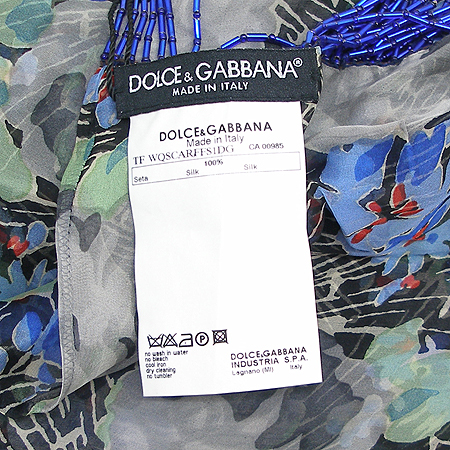 DOLCE & GABBANA®
MADE IN ITALY
DOLCE&GABBANA
Made in Italy
TF WQSCARFFS1DG CA 00985
100%
Seta Silk Silk
no wash in water
no bleach
cool iron
dry cleaning
no tumbler
DOLCE&GABBANA
INDUSTRIA S.P.A.
Legnano (MI) Italy